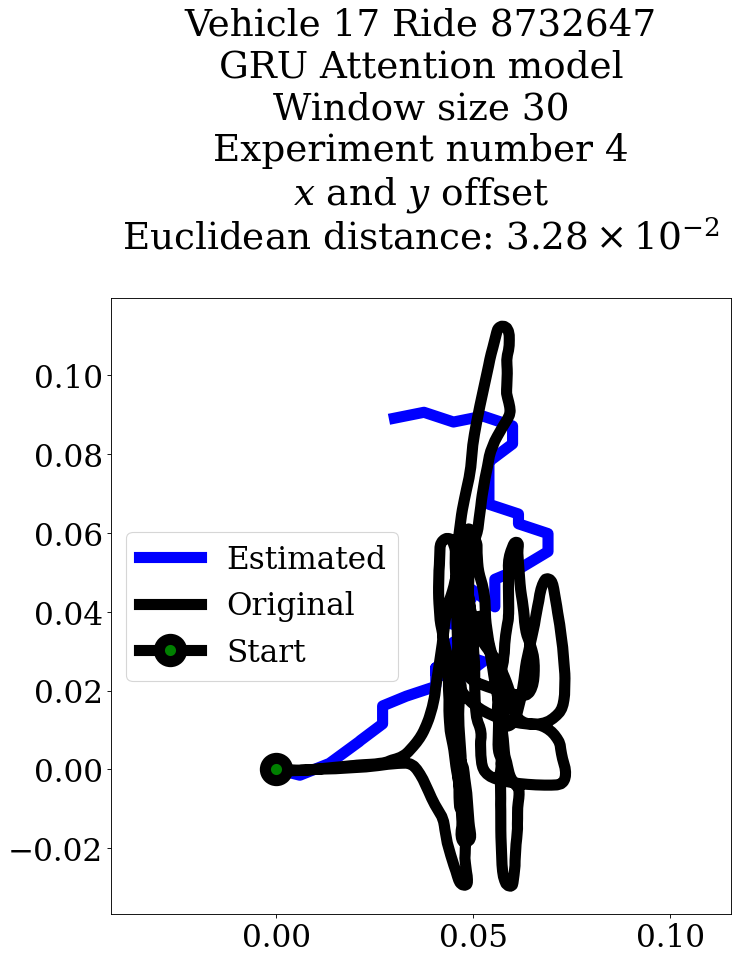 Vehicle 17 Ride 8732647
GRU Attention model
Window size 30
Experiment number 4
x and y offset
Euclidean distance: 3.28 × 10⁻²
0.10
0.08
0.06
0.04
0.02
0.00
−0.02
Estimated
Original
Start
0.00
0.05
0.10